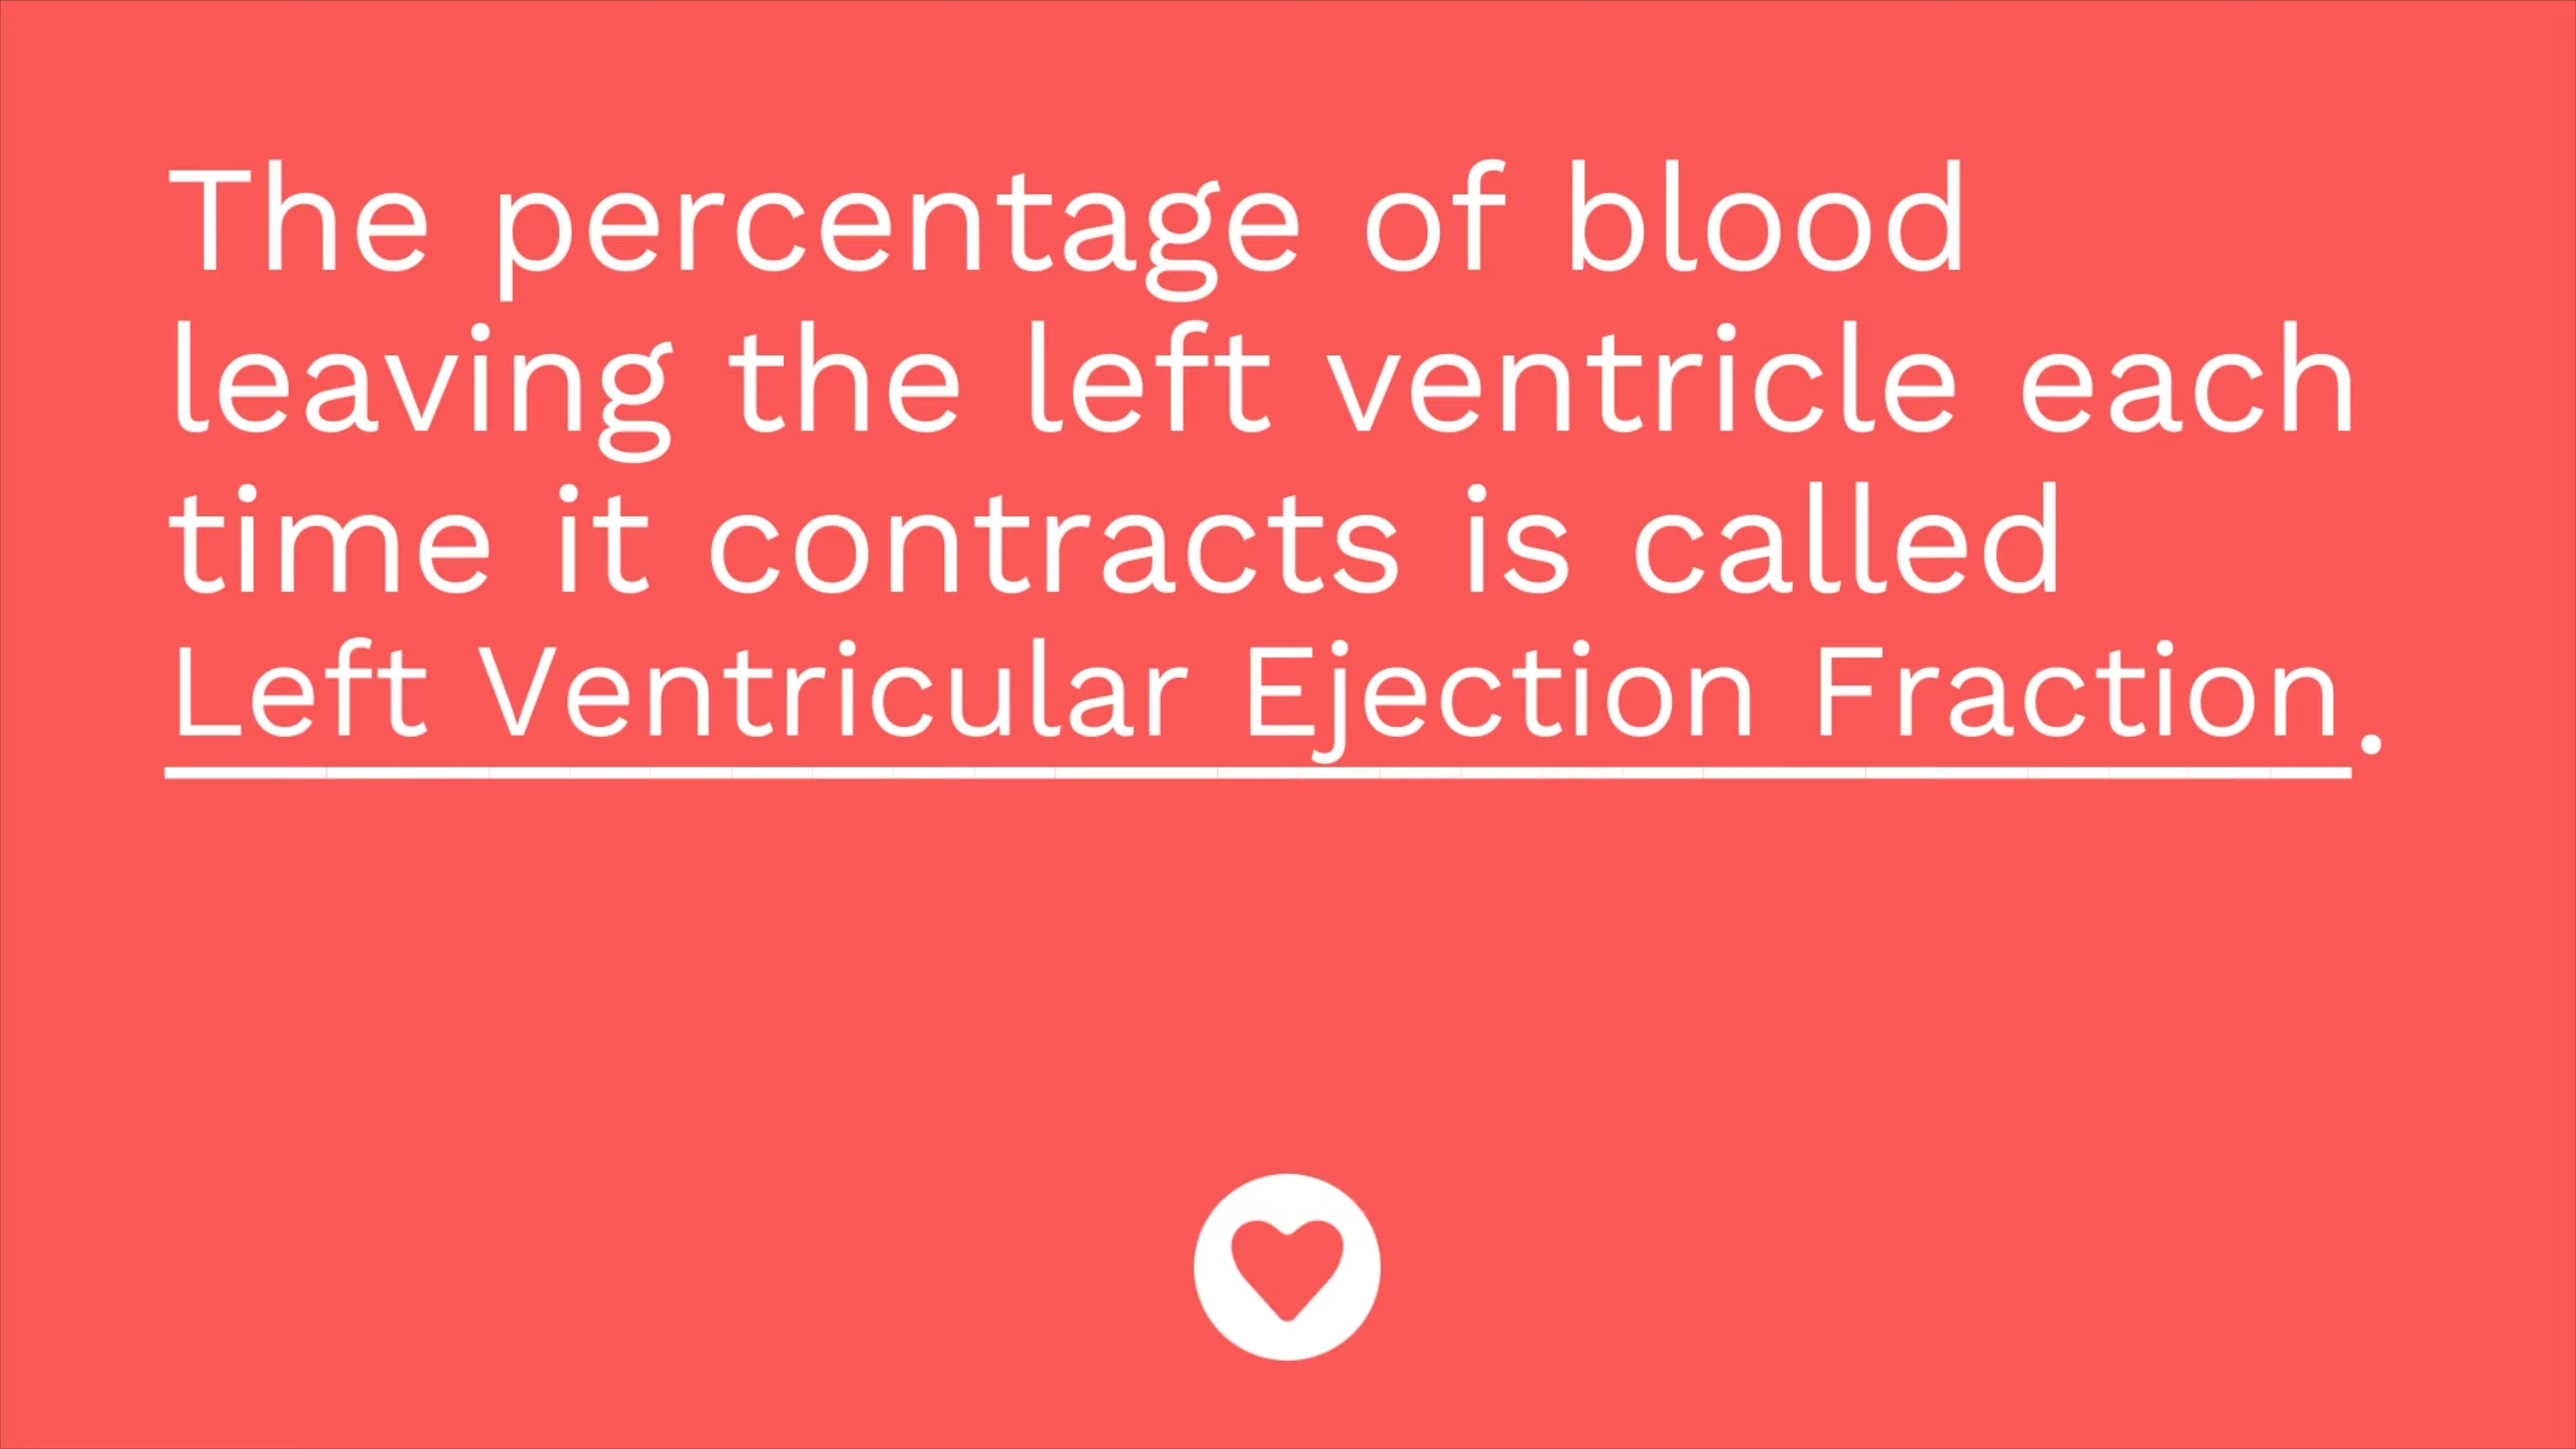 The percentage of blood
leaving the left ventricle each
time it contracts is called
Left Ventricular Ejection Fraction.